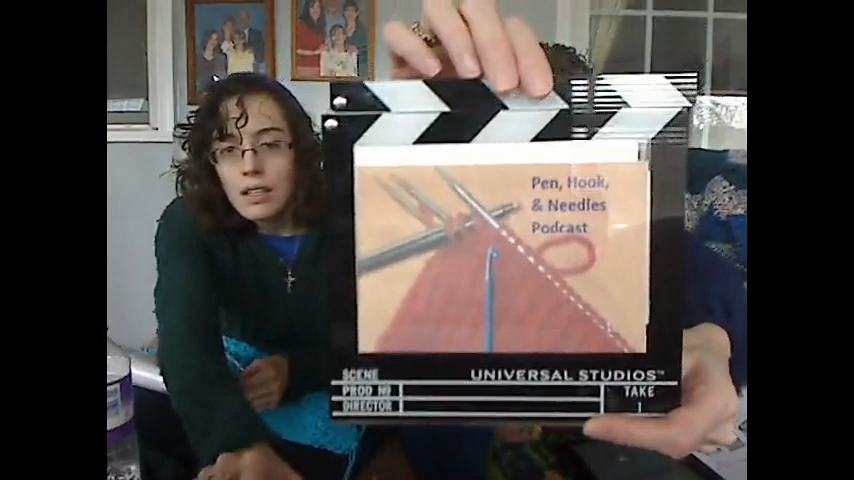 Pen, Hook,
& Needles
Podcast
SCENE
UNIVERSAL STUDIOS™
PROD NO
TAKE
DIRECTOR
1